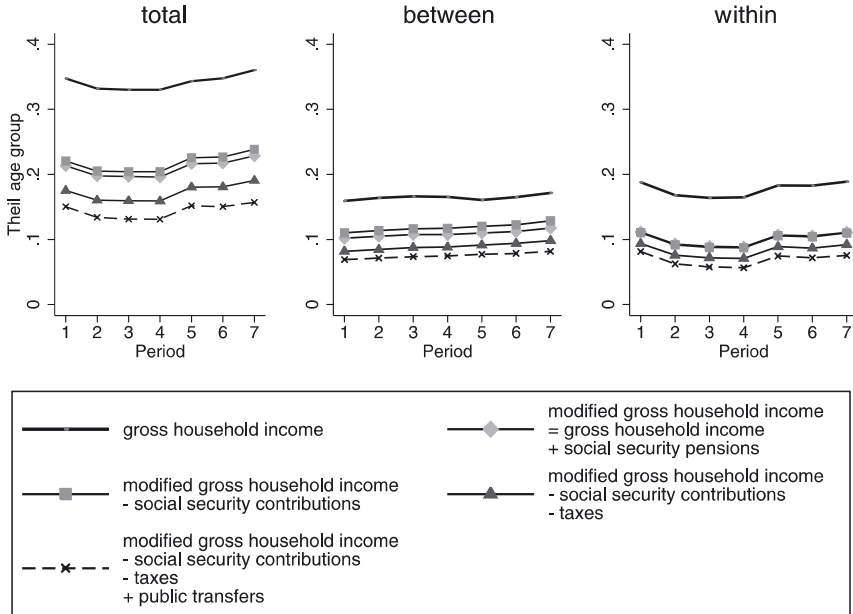 total
between
within
Theil age group
0
.1
.2
.3
.4
0
.1
.2
.3
.4
0
.1
.2
.3
.4
1 2 3 4 5 6 7
Period
1 2 3 4 5 6 7
Period
1 2 3 4 5 6 7
Period
gross household income
modified gross household income
= gross household income
+ social security pensions
modified gross household income
- social security contributions
modified gross household income
- social security contributions
- taxes
modified gross household income
- social security contributions
- taxes
+ public transfers